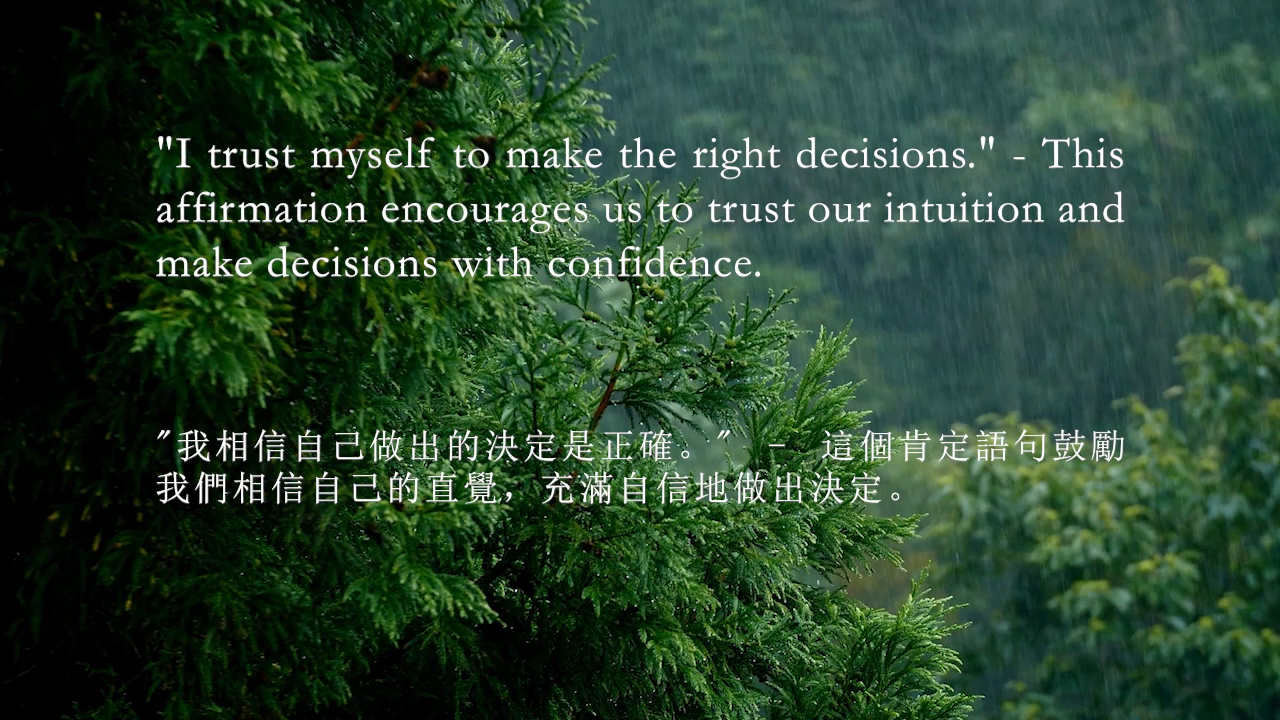 "I trust myself to make the right decisions." - This
affirmation encourages us to trust our intuition and
make decisions with confidence.
"我相信自己做出的決定是正確。" - 這個肯定語句鼓勵
我們相信自己的直覺，充滿自信地做出決定。